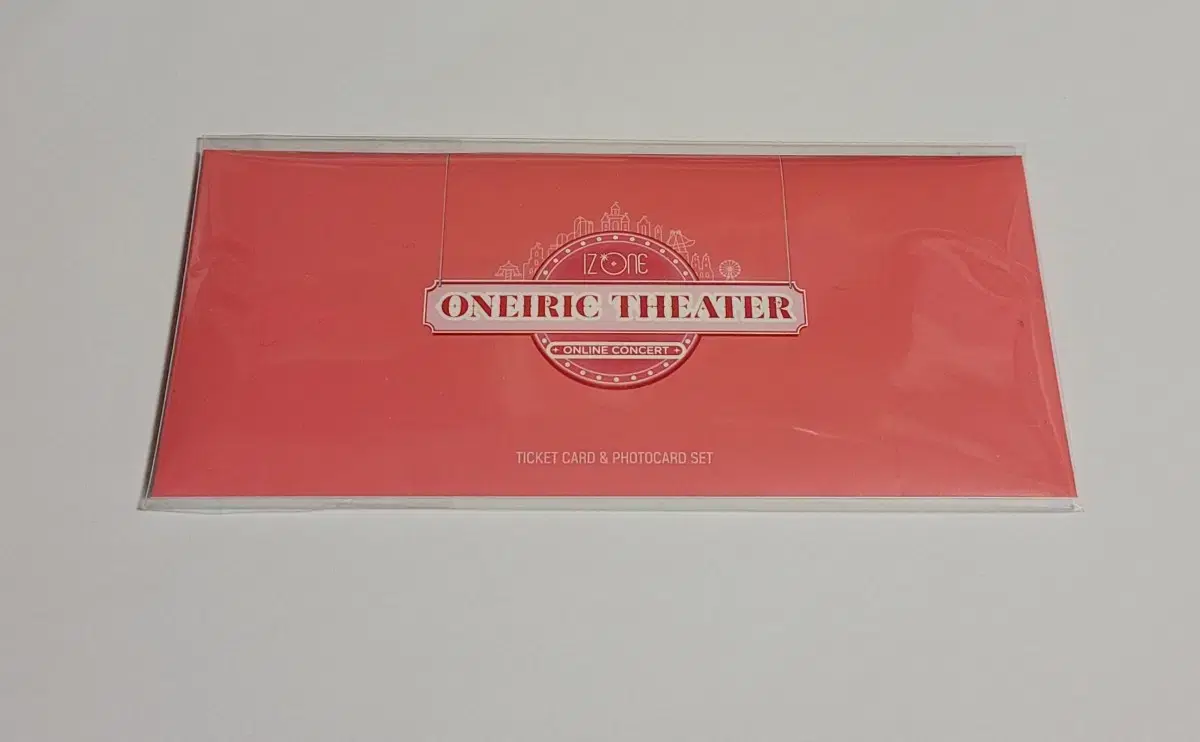 IZ*ONE
ONEIRIC THEATER
ONLINE CONCERT
TICKET CARD & PHOTOCARD SET